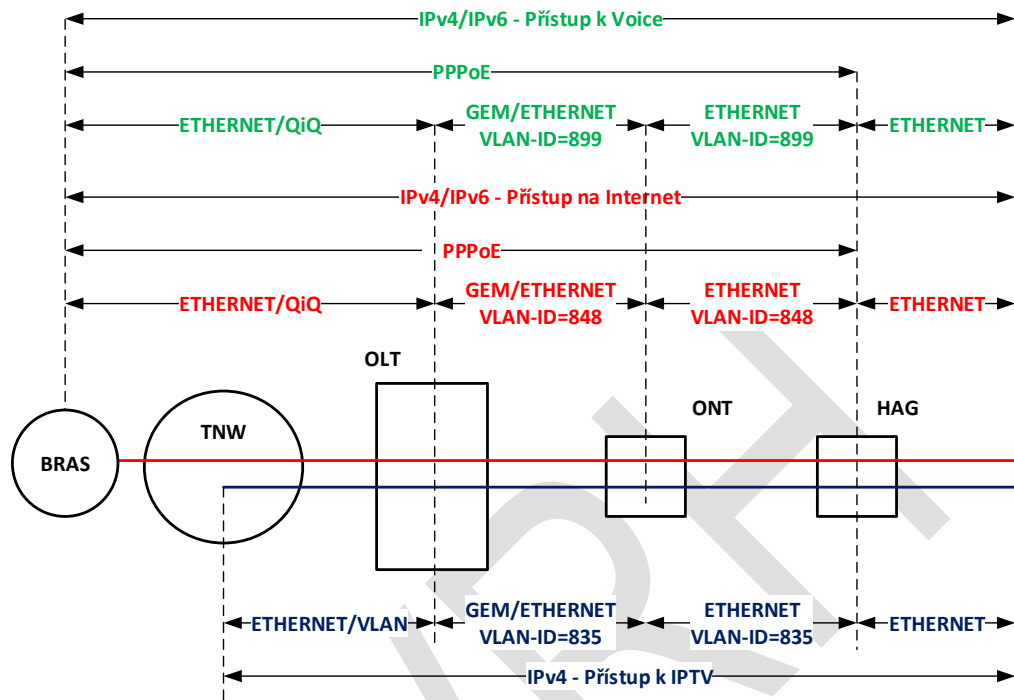 IPv4/IPv6 - Přístup k Voice
PPPoE
ETHERNET/QiQ
GEM/ETHERNET
VLAN-ID=899
ETHERNET
VLAN-ID=899
ETHERNET
IPv4/IPv6 - Přístup na Internet
PPPoE
ETHERNET/QiQ
GEM/ETHERNET
VLAN-ID=848
ETHERNET
VLAN-ID=848
ETHERNET
OLT
ONT
HAG
TNW
BRAS
ETHERNET/VLAN
GEM/ETHERNET
VLAN-ID=835
ETHERNET
VLAN-ID=835
ETHERNET
IPv4 - Přístup k IPTV